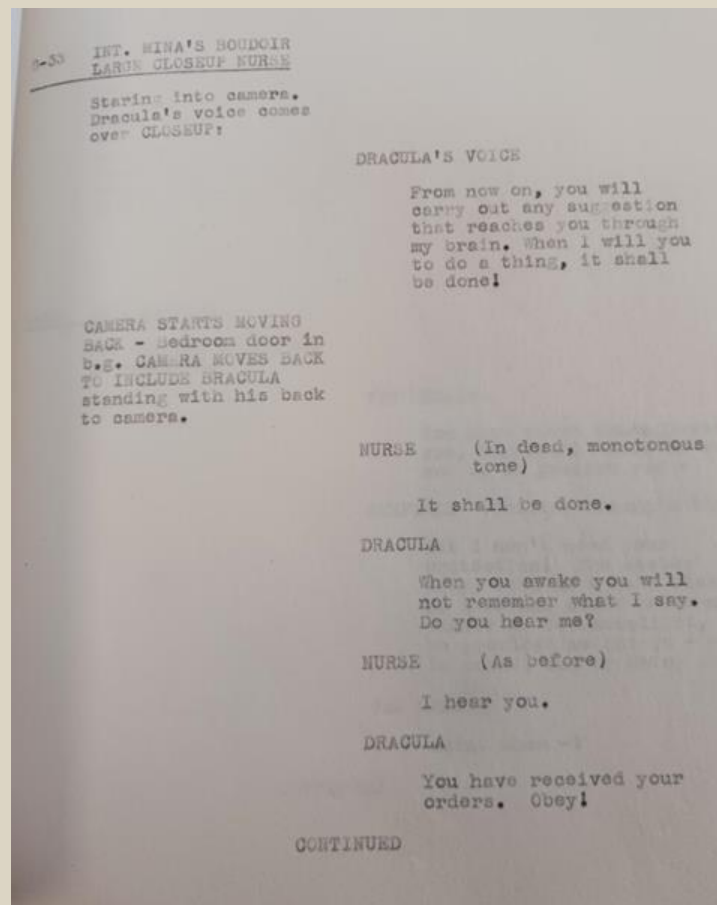 INT. MINA'S BOUDOIR
LARGE CLOSEUP NURSE
Staring into camera.
Dracula's voice comes
over CLOSEUP:
DRACULA'S VOICE
From now on, you will
carry out any suggestion
that reaches you through
my brain. When I will you
to do a thing, it shall
be done!
CAMERA STARTS MOVING
BACK - Bedroom door in
b.g. CAMERA MOVES BACK
TO INCLUDE DRACULA
standing with his back
to camera.
NURSE (In dead, monotonous
tone)
It shall be done.
DRACULA
When you awake you will
not remember what I say.
Do you hear me?
NURSE (As before)
I hear you.
DRACULA
You have received your
orders. Obey!
CONTINUED